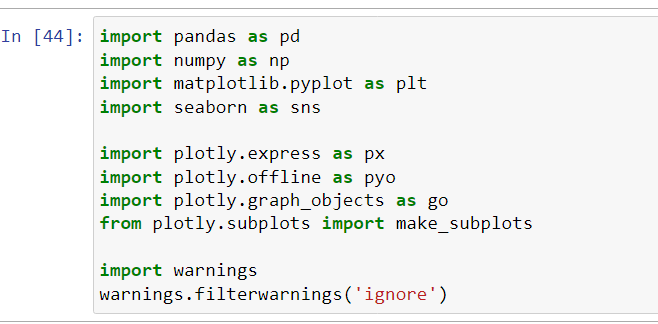 In [44]: import pandas as pd
import numpy as np
import matplotlib.pyplot as plt
import seaborn as sns
import plotly.express as px
import plotly.offline as pyo
import plotly.graph_objects as go
from plotly.subplots import make_subplots
import warnings
warnings.filterwarnings('ignore')